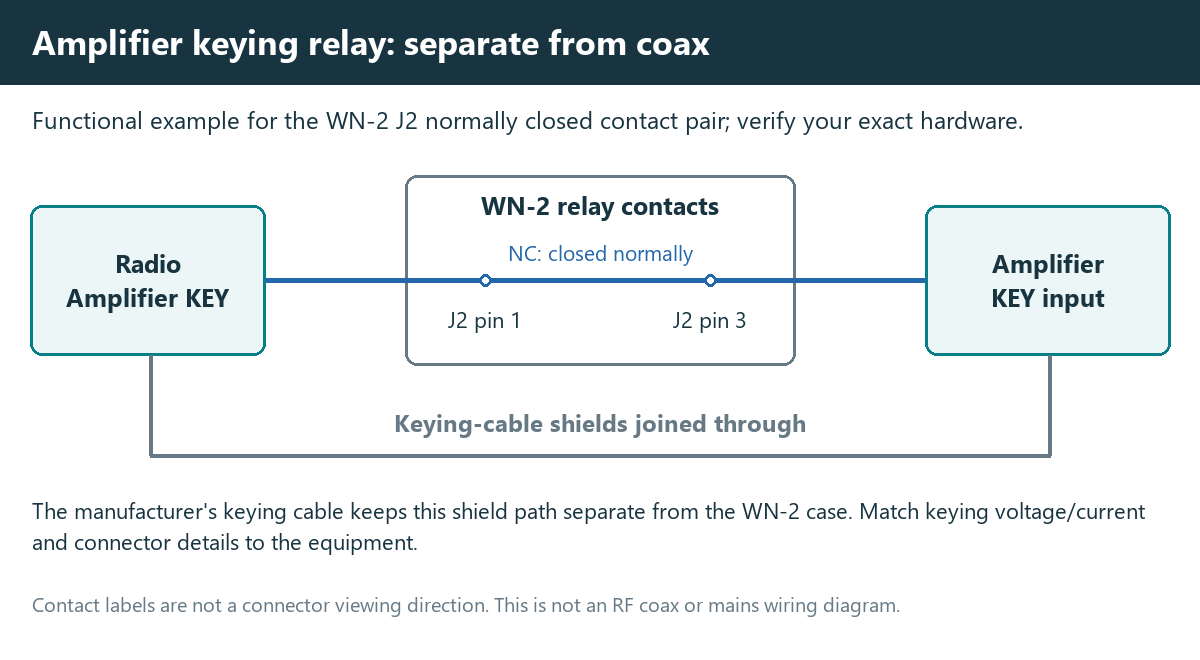 Amplifier keying relay: separate from coax
Functional example for the WN-2 J2 normally closed contact pair; verify your exact hardware.
WN-2 relay contacts
NC: closed normally
Radio
Amplifier KEY
J2 pin 1
J2 pin 3
Amplifier
KEY input
Keying-cable shields joined through
The manufacturer's keying cable keeps this shield path separate from the WN-2 case. Match keying voltage/current
and connector details to the equipment.
Contact labels are not a connector viewing direction. This is not an RF coax or mains wiring diagram.